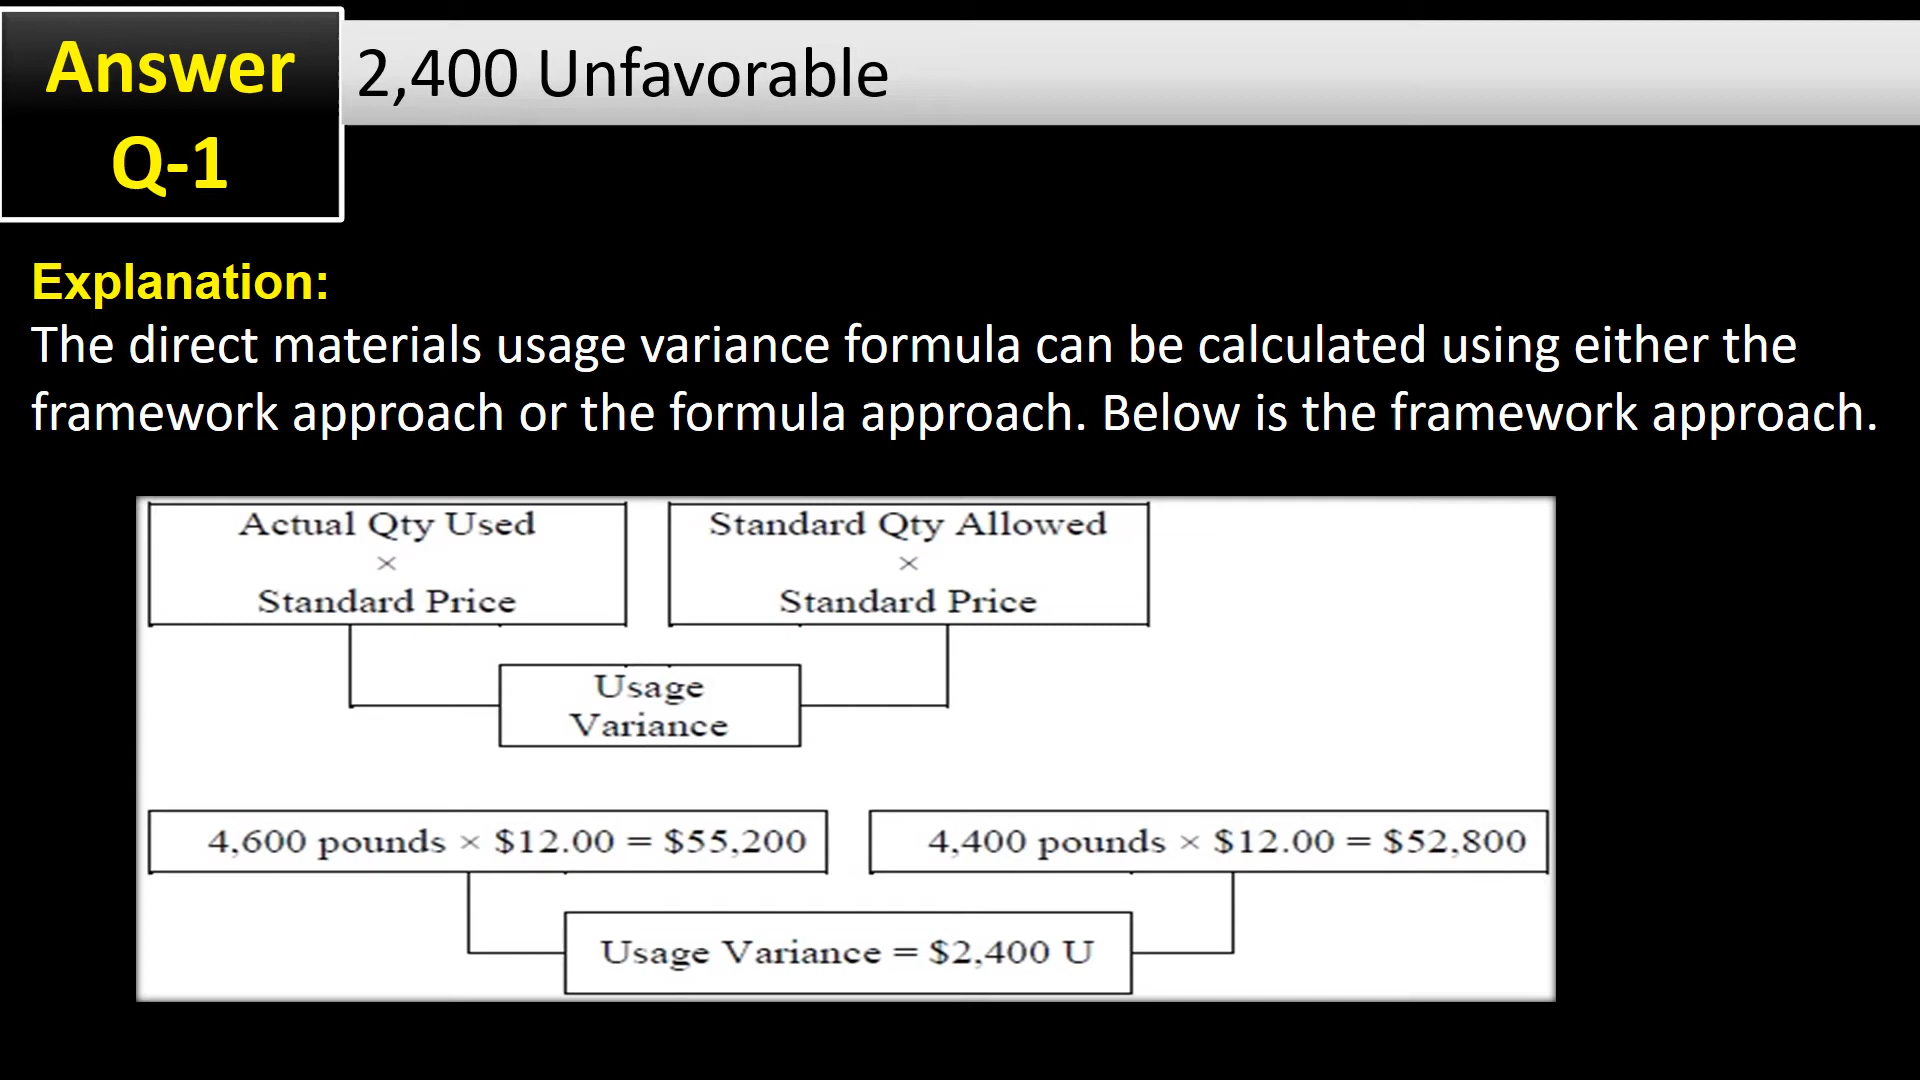 Answer
Q-1
2,400 Unfavorable
Explanation:
The direct materials usage variance formula can be calculated using either the
framework approach or the formula approach. Below is the framework approach.
Actual Qty Used
×
Standard Price
Standard Qty Allowed
×
Standard Price
Usage
Variance
4,600 pounds × $12.00 = $55,200
4,400 pounds × $12.00 = $52,800
Usage Variance = $2,400 U